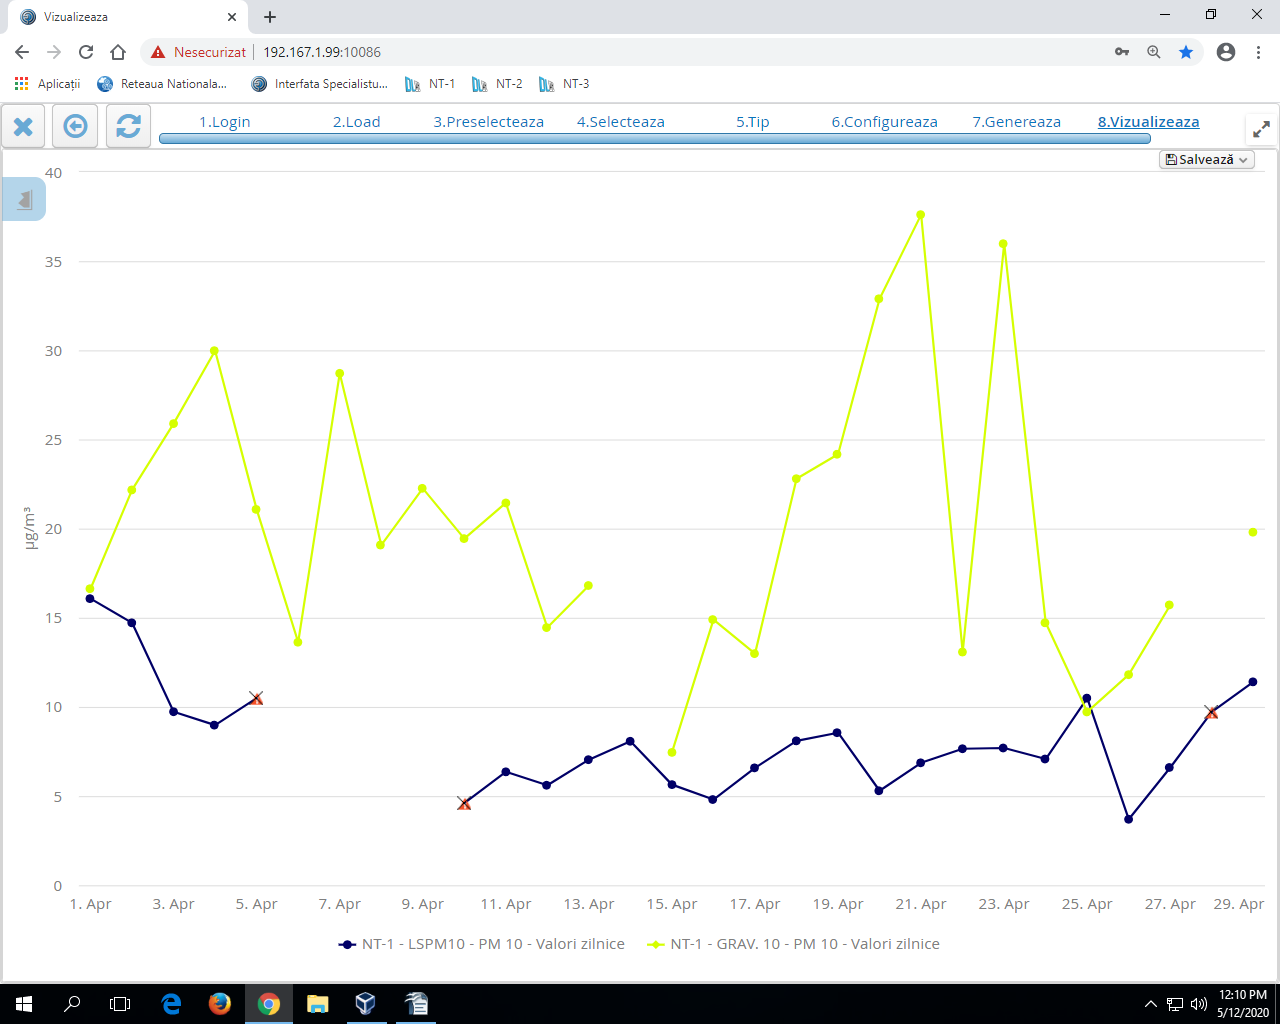 Vizualizeaza
Nesecurizat 192.167.1.99:10086
Aplicații Reteaua Nationala... Interfata Specialistu... NT-1 NT-2 NT-3
1.Login 2.Load 3.Preselecteaza 4.Selecteaza 5.Tip 6.Configureaza 7.Genereaza 8.Vizualizeaza
Salvează
40
35
30
25
20
15
10
5
0
µg/m³
1. Apr 3. Apr 5. Apr 7. Apr 9. Apr 11. Apr 13. Apr 15. Apr 17. Apr 19. Apr 21. Apr 23. Apr 25. Apr 27. Apr 29. Apr
NT-1 - LSPM10 - PM 10 - Valori zilnice NT-1 - GRAV. 10 - PM 10 - Valori zilnice
12:10 PM
5/12/2020